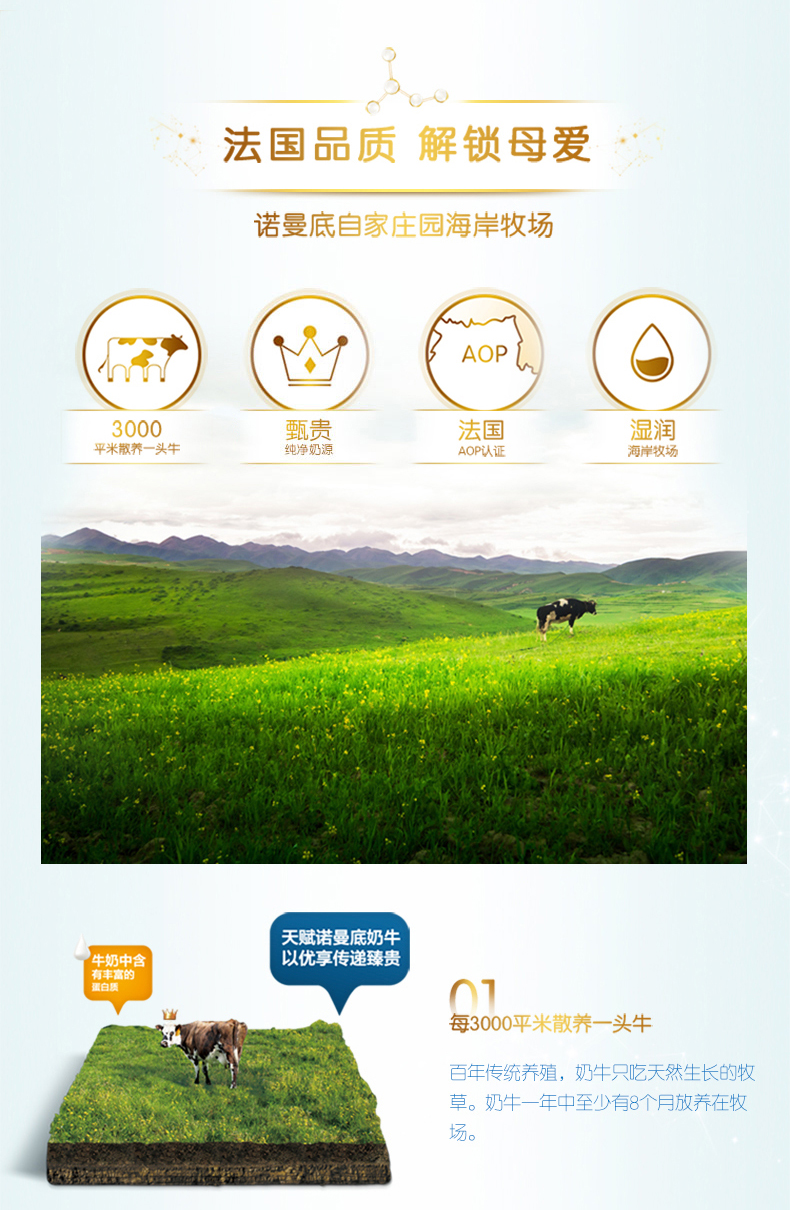 法国品质 解锁母爱
诺曼底自家庄园海岸牧场
AOP
3000
平米散养一头牛
甄贵
纯净奶源
法国
AOP认证
湿润
海岸牧场
牛奶中含
有丰富的
蛋白质
天赋诺曼底奶牛
以优享传递臻贵
01
每3000平米散养一头牛
百年传统养殖，奶牛只吃天然生长的牧
草。奶牛一年中至少有8个月放养在牧
场。